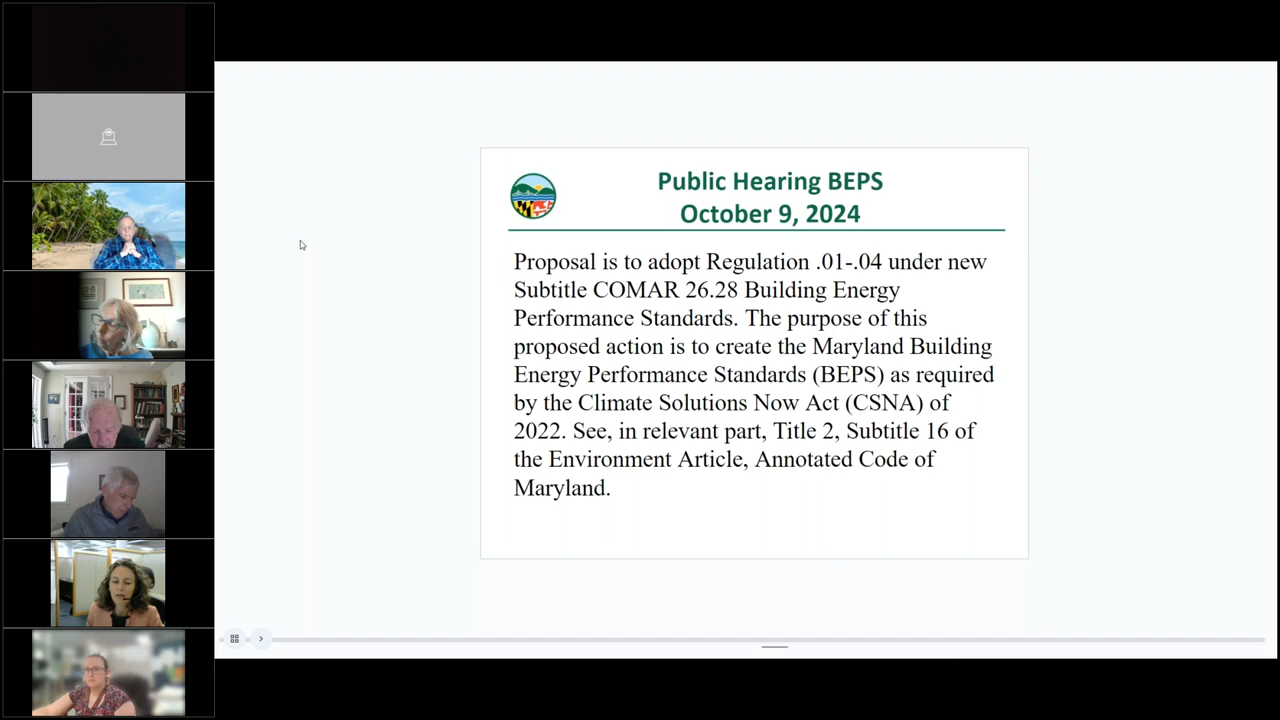 Public Hearing BEPS
October 9, 2024
Proposal is to adopt Regulation .01-.04 under new
Subtitle COMAR 26.28 Building Energy
Performance Standards. The purpose of this
proposed action is to create the Maryland Building
Energy Performance Standards (BEPS) as required
by the Climate Solutions Now Act (CSNA) of
2022. See, in relevant part, Title 2, Subtitle 16 of
the Environment Article, Annotated Code of
Maryland.